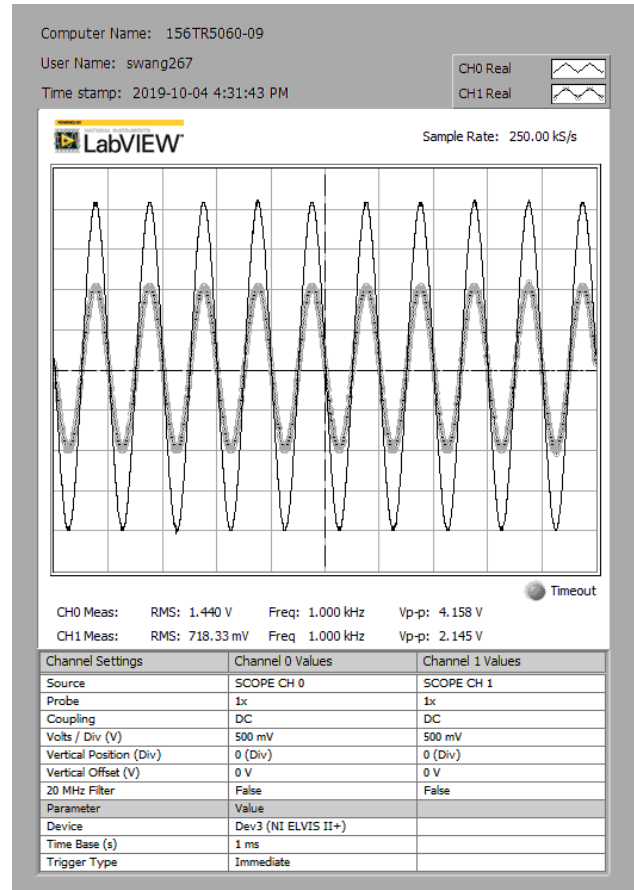 Computer Name: 156TR5060-09
User Name: swang267
Time stamp: 2019-10-04 4:31:43 PM
CH0 Real
CH1 Real
POWERED BY
NATIONAL INSTRUMENTS
LabVIEW™
Sample Rate: 250.00 kS/s
Timeout
CH0 Meas: RMS: 1.440 V Freq: 1.000 kHz Vp-p: 4.158 V
CH1 Meas: RMS: 718.33 mV Freq 1.000 kHz Vp-p: 2.145 V
Channel Settings Channel 0 Values Channel 1 Values
Source SCOPE CH 0 SCOPE CH 1
Probe 1x 1x
Coupling DC DC
Volts / Div (V) 500 mV 500 mV
Vertical Position (Div) 0 (Div) 0 (Div)
Vertical Offset (V) 0 V 0 V
20 MHz Filter False False
Parameter Value
Device Dev3 (NI ELVIS II+)
Time Base (s) 1 ms
Trigger Type Immediate